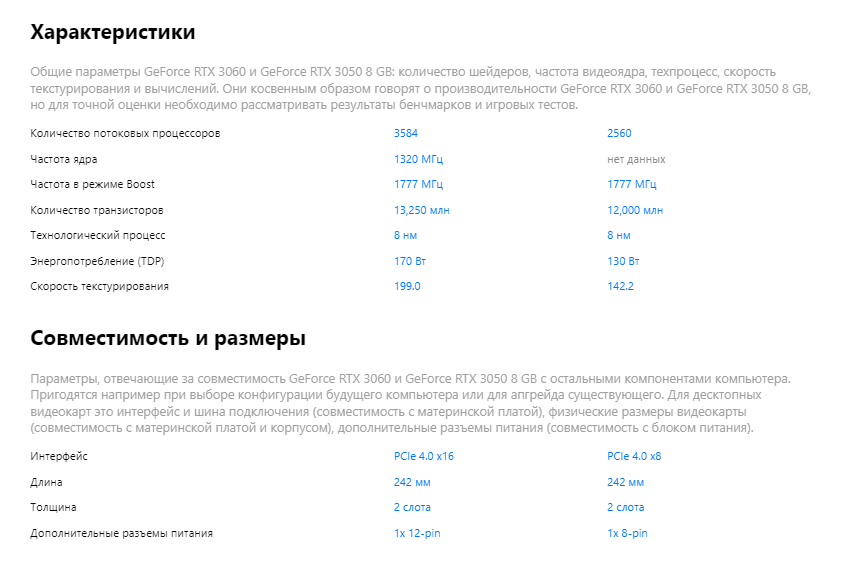 Характеристики
Общие параметры GeForce RTX 3060 и GeForce RTX 3050 8 GB: количество шейдеров, частота видеоядра, техпроцесс, скорость
текстурирования и вычислений. Они косвенным образом говорят о производительности GeForce RTX 3060 и GeForce RTX 3050 8 GB,
но для точной оценки необходимо рассматривать результаты бенчмарков и игровых тестов.
Количество потоковых процессоров 3584 2560
Частота ядра 1320 МГц нет данных
Частота в режиме Boost 1777 МГц 1777 МГц
Количество транзисторов 13,250 млн 12,000 млн
Технологический процесс 8 нм 8 нм
Энергопотребление (TDP) 170 Вт 130 Вт
Скорость текстурирования 199.0 142.2
Совместимость и размеры
Параметры, отвечающие за совместимость GeForce RTX 3060 и GeForce RTX 3050 8 GB с остальными компонентами компьютера.
Пригодятся например при выборе конфигурации будущего компьютера или для апгрейда существующего. Для десктопных
видеокарт это интерфейс и шина подключения (совместимость с материнской платой), физические размеры видеокарты
(совместимость с материнской платой и корпусом), дополнительные разъемы питания (совместимость с блоком питания).
Интерфейс PCIe 4.0 x16 PCIe 4.0 x8
Длина 242 мм 242 мм
Толщина 2 слота 2 слота
Дополнительные разъемы питания 1x 12-pin 1x 8-pin